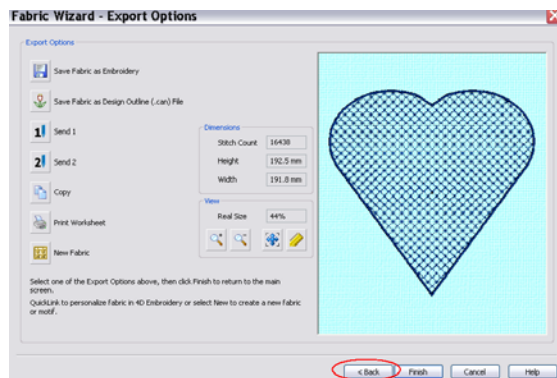 Fabric Wizard - Export Options
Export Options
Save Fabric as Embroidery
Save Fabric as Design Outline (.can) File
1
Send 1
2
Send 2
Copy
Print Worksheet
New Fabric
Dimensions
Stitch Count 16438
Height 192.5 mm
Width 191.8 mm
View
Real Size 44%
Select one of the Export Options above, then click Finish to return to the main
screen.
QuickLink to personalize fabric in 4D Embroidery or select New to create a new fabric
or motif.
< Back Finish Cancel Help